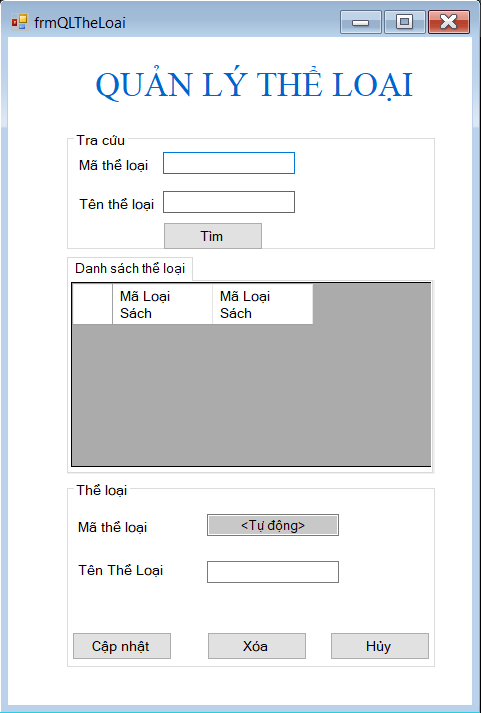 frmQLTheLoai
QUẢN LÝ THỂ LOẠI
Tra cứu
Mã thể loại
Tên thể loại
Tìm
Danh sách thể loại
Mã Loại Sách
Mã Loại Sách
Thể loại
Mã thể loại
<Tự động>
Tên Thể Loại
Cập nhật
Xóa
Hủy